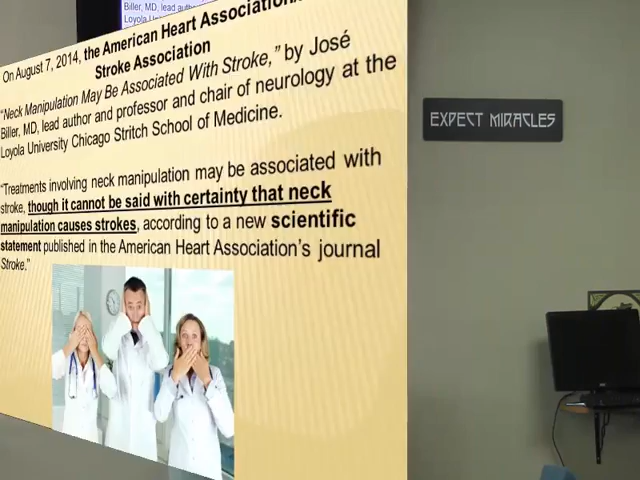 Biller, MD, lead auth
Loyola Un
On August 7, 2014, the American Heart Association
Stroke Association
"Neck Manipulation May Be Associated With Stroke," by José
Biller, MD, lead author and professor and chair of neurology at the
Loyola University Chicago Stritch School of Medicine.
"Treatments involving neck manipulation may be associated with
stroke, though it cannot be said with certainty that neck
manipulation causes strokes, according to a new scientific
statement published in the American Heart Association's journal
Stroke."
EXPECT MIRACLES